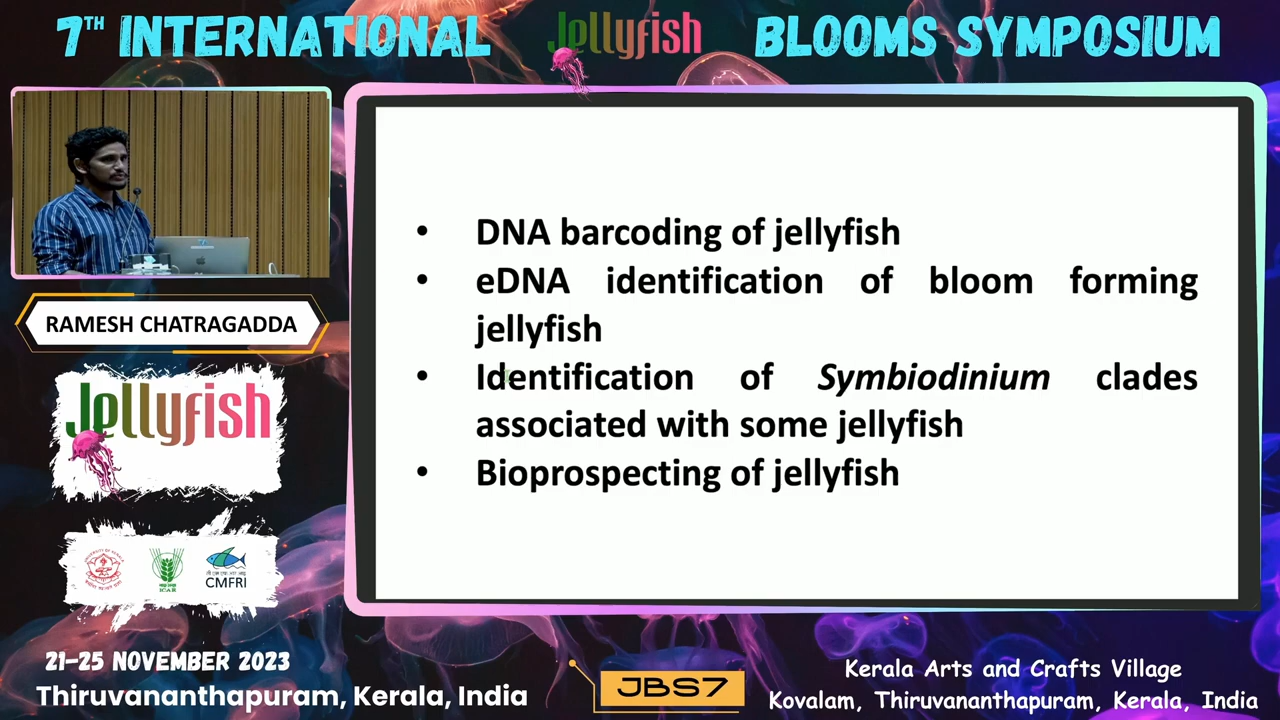 7TH INTERNATIONAL Jellyfish BLOOMS SYMPOSIUM
RAMESH CHATRAGADDA
Jellyfish
ICAR
CMFRI
21-25 NOVEMBER 2023
Thiruvananthapuram, Kerala, India
• DNA barcoding of jellyfish
• eDNA identification of bloom forming
jellyfish
• Identification of Symbiodinium clades
associated with some jellyfish
• Bioprospecting of jellyfish
JBS7
Kerala Arts and Crafts Village
Kovalam, Thiruvananthapuram, Kerala, India